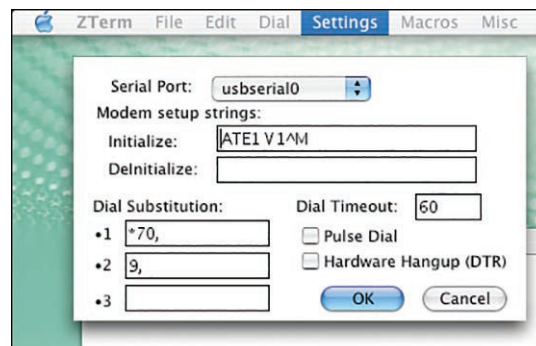 ZTerm File Edit Dial Settings Macros Misc
Serial Port: usbserial0
Modem setup strings:
Initialize: ATE1 V1^M
DeInitialize:
Dial Substitution: Dial Timeout: 60
•1 *70, Pulse Dial
•2 9, Hardware Hangup (DTR)
•3 OK Cancel